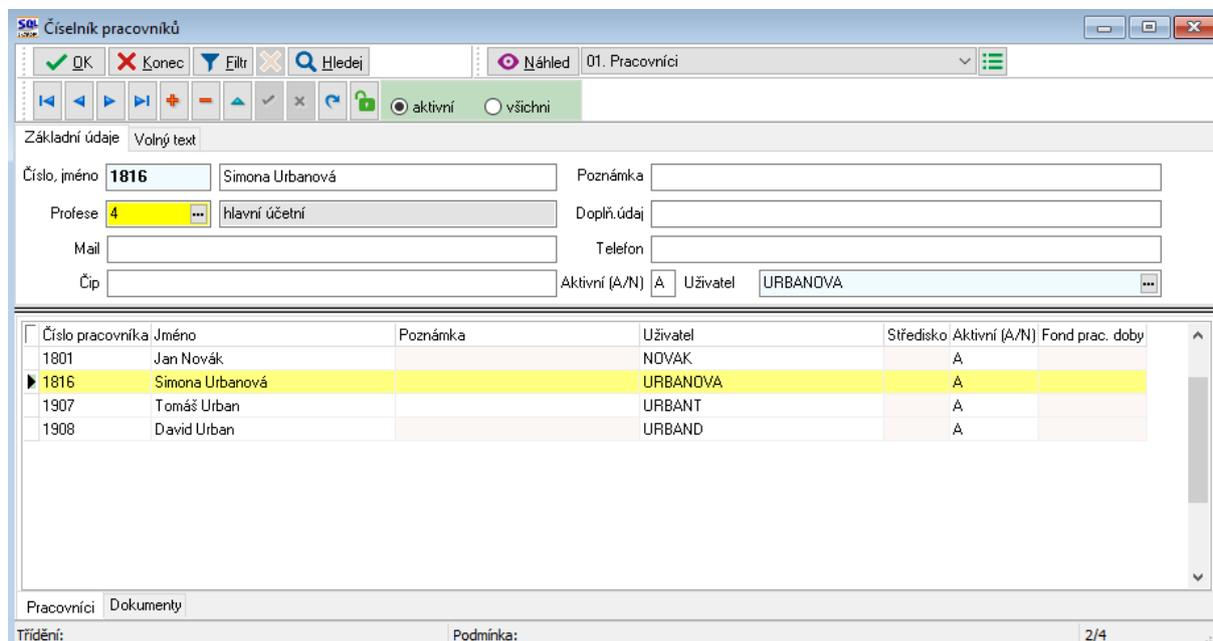 SQL Číselník pracovníků
OK Konec Filtr Hledej Náhled 01. Pracovníci
aktivní všichni
Základní údaje Volný text
Číslo, jméno 1816 Simona Urbanová Poznámka
Profese 4 ... hlavní účetní Doplň.údaj
Mail Telefon
Čip Aktivní (A/N) A Uživatel URBANOVA ...
Číslo pracovníka Jméno Poznámka Uživatel Středisko Aktivní (A/N) Fond prac. doby
1801 Jan Novák NOVAK A
1816 Simona Urbanová URBANOVA A
1907 Tomáš Urban URBANT A
1908 David Urban URBAND A
Pracovníci Dokumenty
Třídění: Podmínka: 2/4